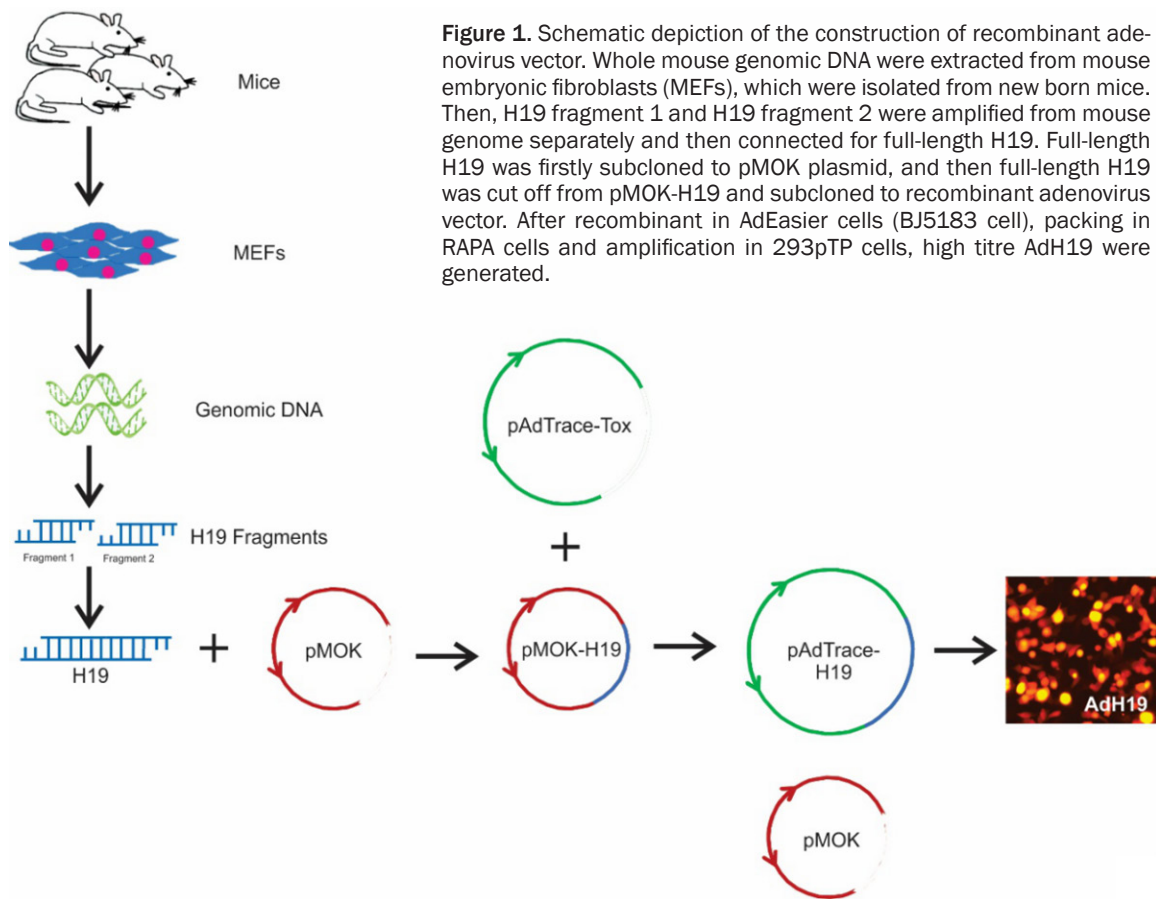 Figure 1. Schematic depiction of the construction of recombinant ade-
novirus vector. Whole mouse genomic DNA were extracted from mouse
embryonic fibroblasts (MEFs), which were isolated from new born mice.
Then, H19 fragment 1 and H19 fragment 2 were amplified from mouse
genome separately and then connected for full-length H19. Full-length
H19 was firstly subcloned to pMOK plasmid, and then full-length H19
was cut off from pMOK-H19 and subcloned to recombinant adenovirus
vector. After recombinant in AdEasier cells (BJ5183 cell), packing in
RAPA cells and amplification in 293pTP cells, high titre AdH19 were
generated.
Mice
MEFs
Genomic DNA
H19 Fragments
Fragment 1
Fragment 2
H19
+
pMOK
pAdTrace-Tox
+
pMOK-H19
pAdTrace-
H19
AdH19
pMOK